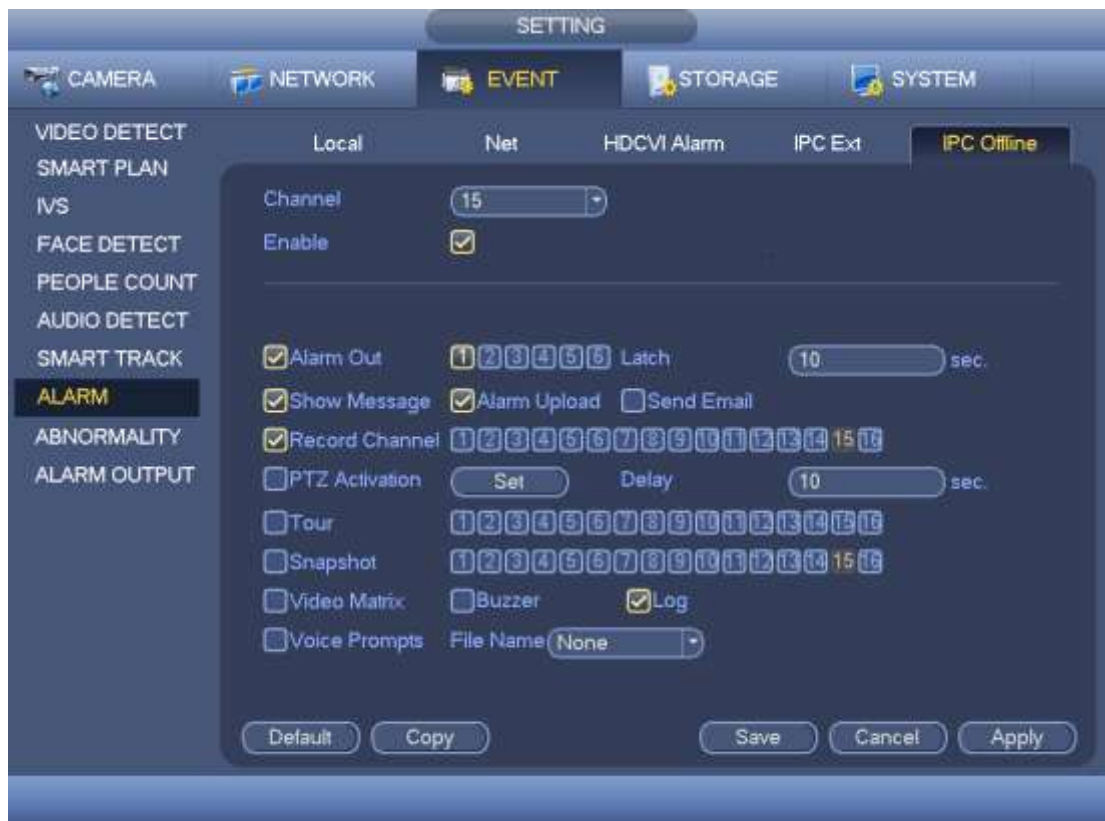 SETTING
CAMERA NETWORK EVENT STORAGE SYSTEM
VIDEO DETECT
SMART PLAN
IVS
FACE DETECT
PEOPLE COUNT
AUDIO DETECT
SMART TRACK
ALARM
ABNORMALITY
ALARM OUTPUT
Local Net HDCVI Alarm IPC Ext IPC Offline
Channel 15
Enable
Alarm Out 1 2 3 4 5 6 Latch 10 sec.
Show Message Alarm Upload Send Email
Record Channel 1 2 3 4 5 6 7 8 9 10 11 12 13 14 15 16
PTZ Activation Set Delay 10 sec.
Tour 1 2 3 4 5 6 7 8 9 10 11 12 13 14 15 16
Snapshot 1 2 3 4 5 6 7 8 9 10 11 12 13 14 15 16
Video Matrix Buzzer Log
Voice Prompts File Name None
Default Copy Save Cancel Apply